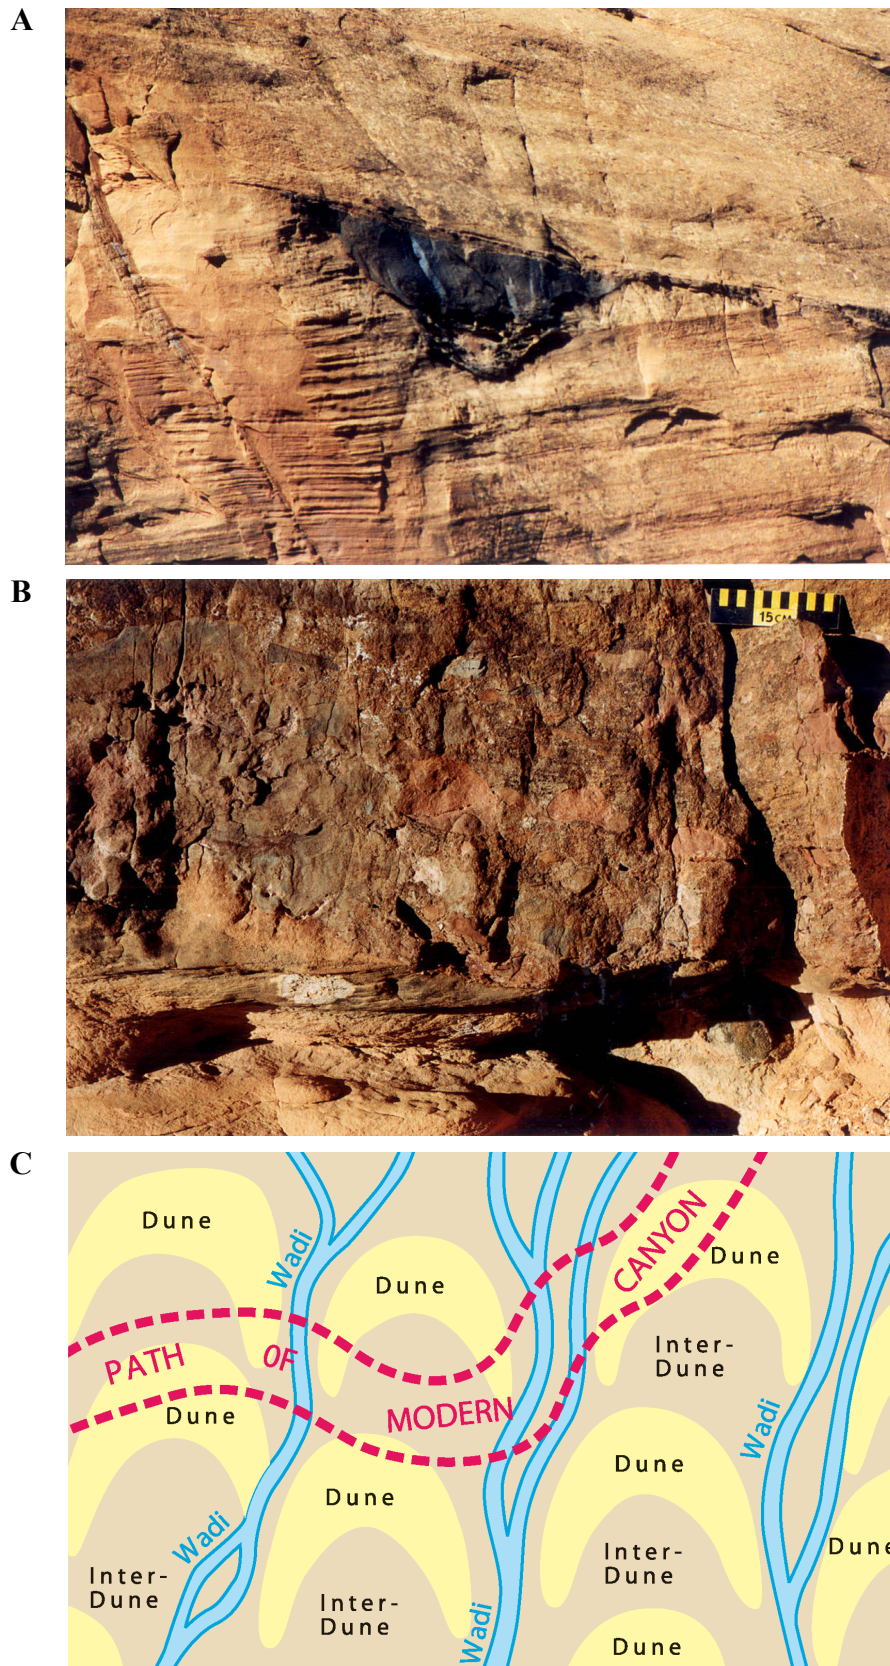 A
B
15CM
C
Dune
Wadi
Dune
CANYON
Dune
PATH 0F
Inter-
Dune
Dune
MODERN
Wadi
Dune
Dune
Wadi
Inter-
Dune
Inter-
Dune
Inter-
Dune
Dune
Wadi
Dune